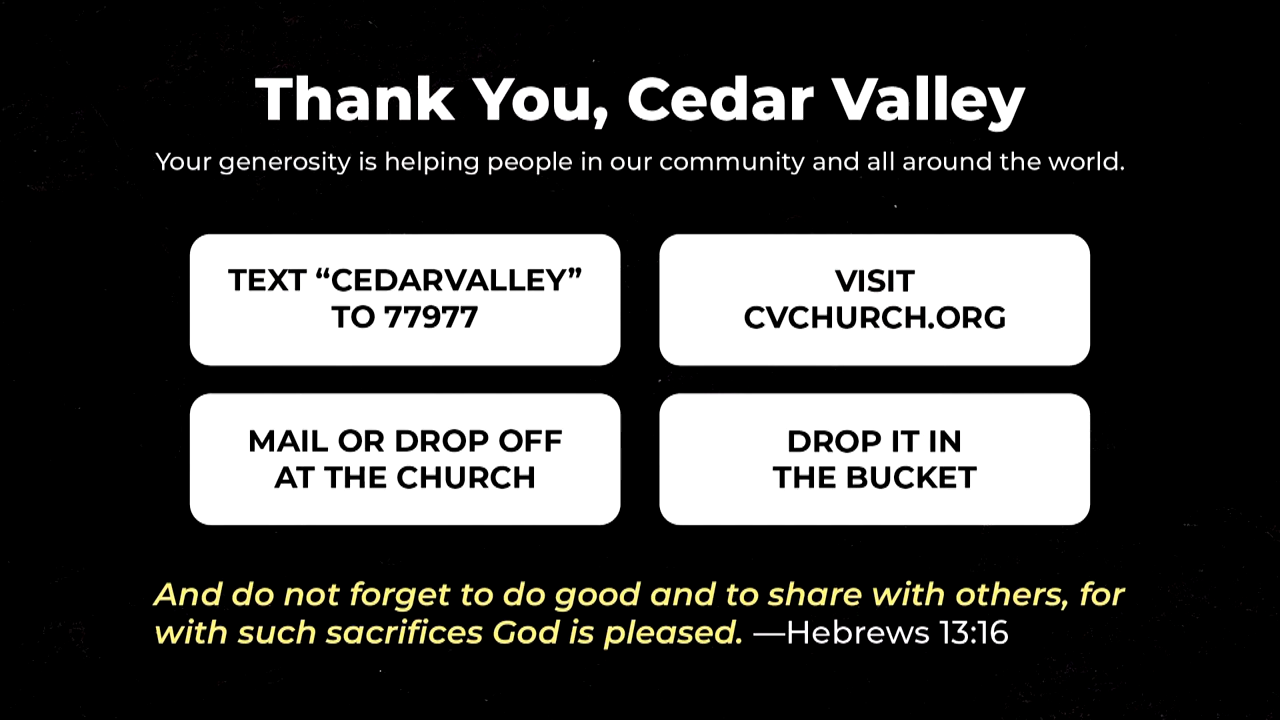 Thank You, Cedar Valley
Your generosity is helping people in our community and all around the world.
TEXT “CEDARVALLEY”
TO 77977
VISIT
CVCHURCH.ORG
MAIL OR DROP OFF
AT THE CHURCH
DROP IT IN
THE BUCKET
And do not forget to do good and to share with others, for
with such sacrifices God is pleased. —Hebrews 13:16